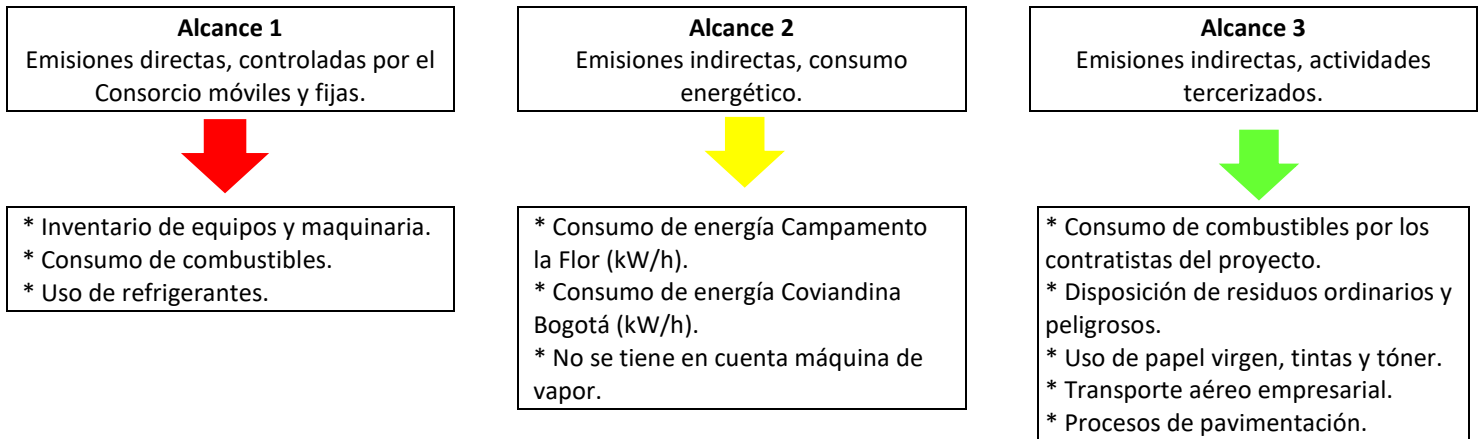 Alcance 1
Emisiones directas, controladas por el
Consorcio móviles y fijas.
* Inventario de equipos y maquinaria.
* Consumo de combustibles.
* Uso de refrigerantes.
Alcance 2
Emisiones indirectas, consumo
energético.
* Consumo de energía Campamento
la Flor (kW/h).
* Consumo de energía Coviandina
Bogotá (kW/h).
* No se tiene en cuenta máquina de
vapor.
Alcance 3
Emisiones indirectas, actividades
tercerizados.
* Consumo de combustibles por los
contratistas del proyecto.
* Disposición de residuos ordinarios y
peligrosos.
* Uso de papel virgen, tintas y tóner.
* Transporte aéreo empresarial.
* Procesos de pavimentación.